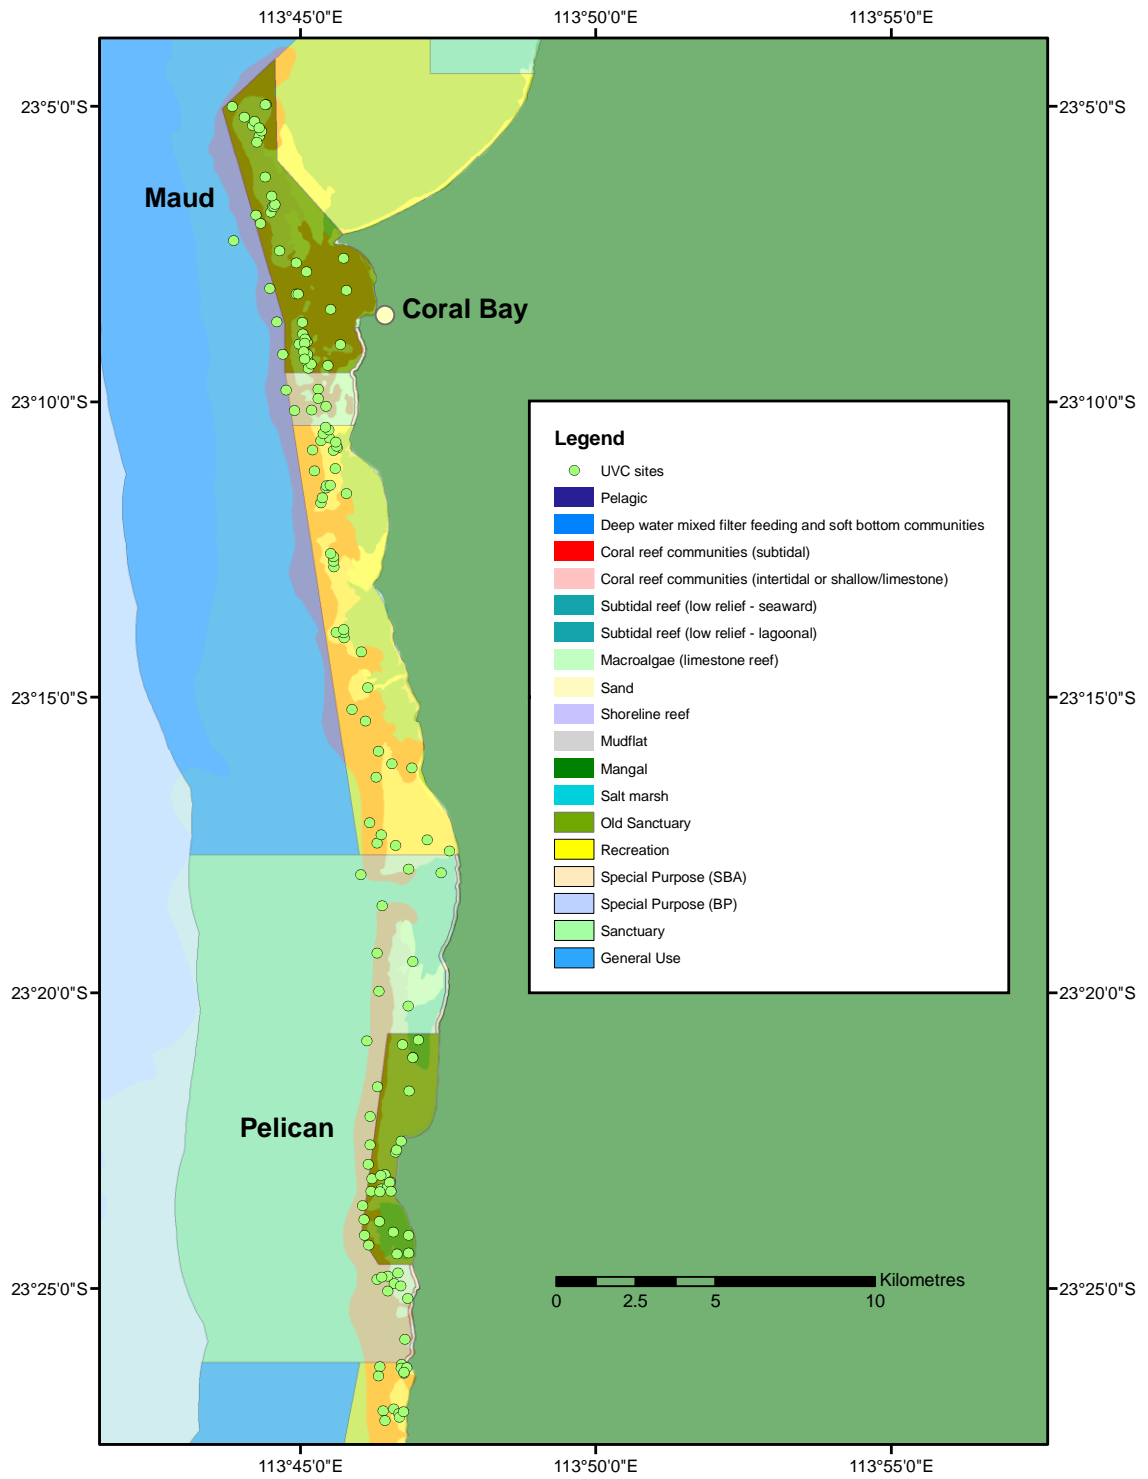 113°45'0"E 113°50'0"E 113°55'0"E
23°5'0"S 23°5'0"S
Maud
Coral Bay
23°10'0"S 23°10'0"S
Legend
UVC sites
Pelagic
Deep water mixed filter feeding and soft bottom communities
Coral reef communities (subtidal)
Coral reef communities (intertidal or shallow/limestone)
Subtidal reef (low relief - seaward)
Subtidal reef (low relief - lagoonal)
Macroalgae (limestone reef)
Sand
Shoreline reef
Mudflat
Mangal
Salt marsh
Old Sanctuary
Recreation
Special Purpose (SBA)
Special Purpose (BP)
Sanctuary
General Use
23°15'0"S 23°15'0"S
23°20'0"S 23°20'0"S
Pelican
23°25'0"S 23°25'0"S
Kilometres
0 2.5 5 10
113°45'0"E 113°50'0"E 113°55'0"E